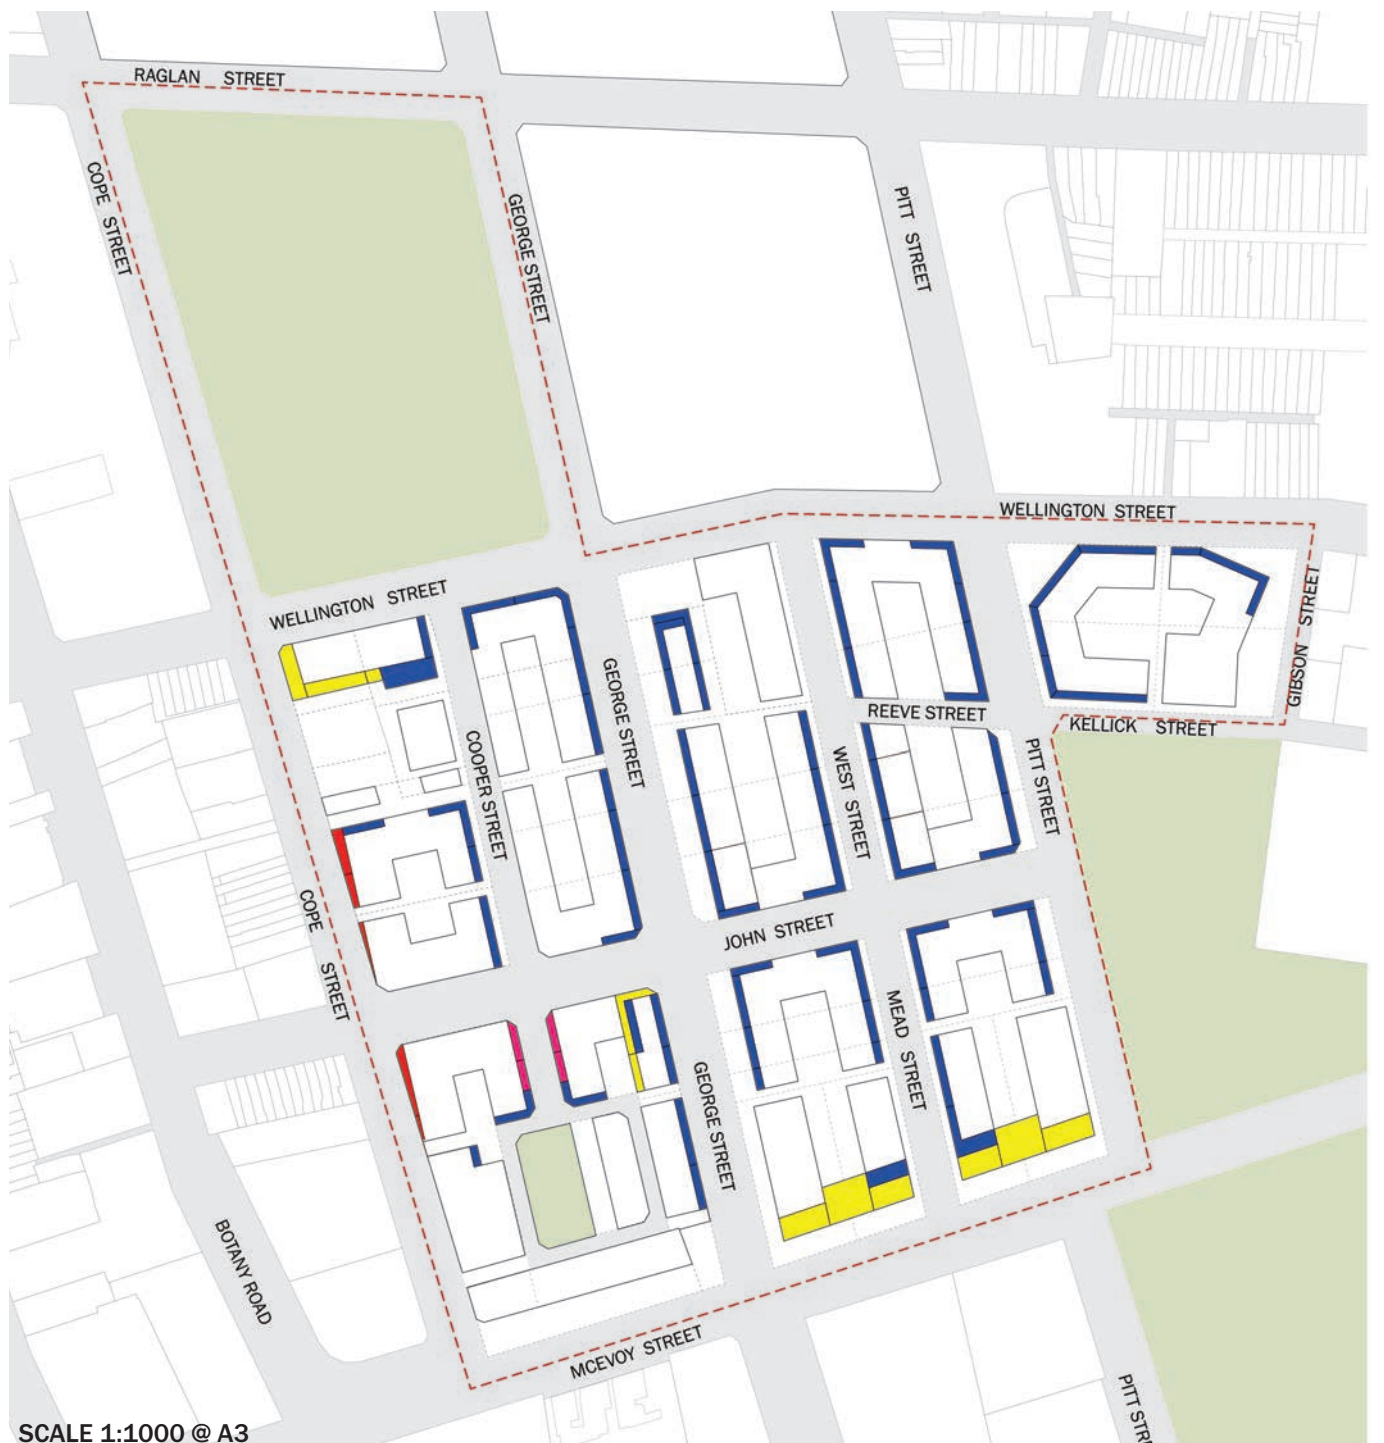 RAGLAN STREET
COPE STREET
GEORGE STREET
PITT STREET
WELLINGTON STREET
WELLINGTON STREET
GIBSON STREET
GEORGE STREET
REEVE STREET
KELLICK STREET
COOPER STREET
WEST STREET
PITT STREET
COPE STREET
JOHN STREET
MEAD STREET
GEORGE STREET
BOTANY ROAD
MCEVOY STREET
PITT STR
SCALE 1:1000 @ A3